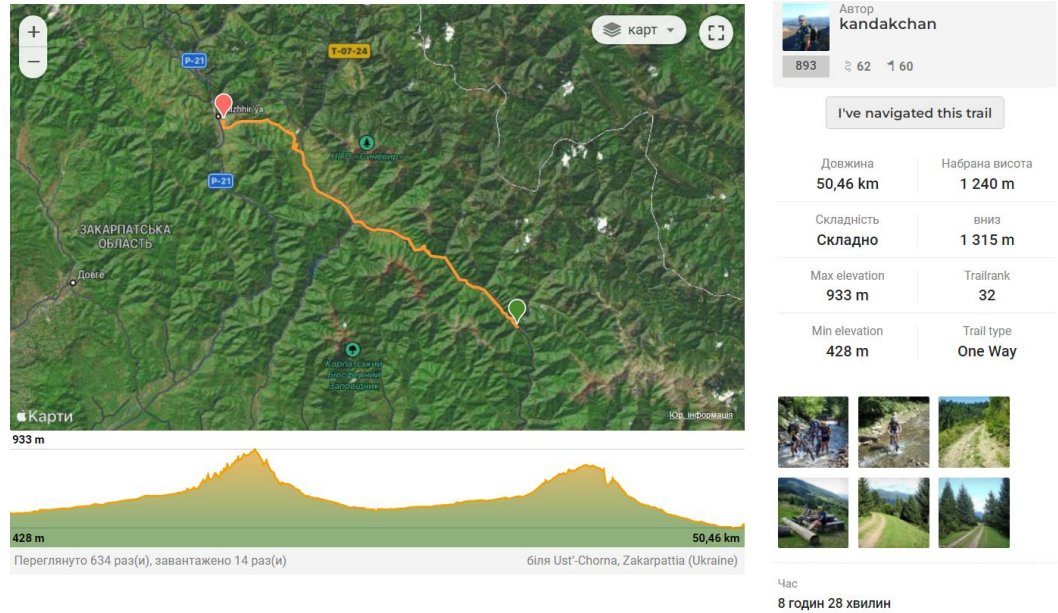 +
−
карт
P-21
T-07-24
zhhir'ya
НПП «Синевир»
P-21
ЗАКАРПАТСЬКА
ОБЛАСТЬ
Довге
Карпатський
біосферний
Заповідник
Карти
Юр. інформація
933 m
428 m
50,46 km
Переглянуто 634 раз(и), завантажено 14 раз(и)
біля Ust'-Chorna, Zakarpattia (Ukraine)
Автор
kandakchan
893
62
60
I've navigated this trail
Довжина
50,46 km
Набрана висота
1 240 m
Складність
Складно
вниз
1 315 m
Max elevation
933 m
Trailrank
32
Min elevation
428 m
Trail type
One Way
Час
8 годин 28 хвилин